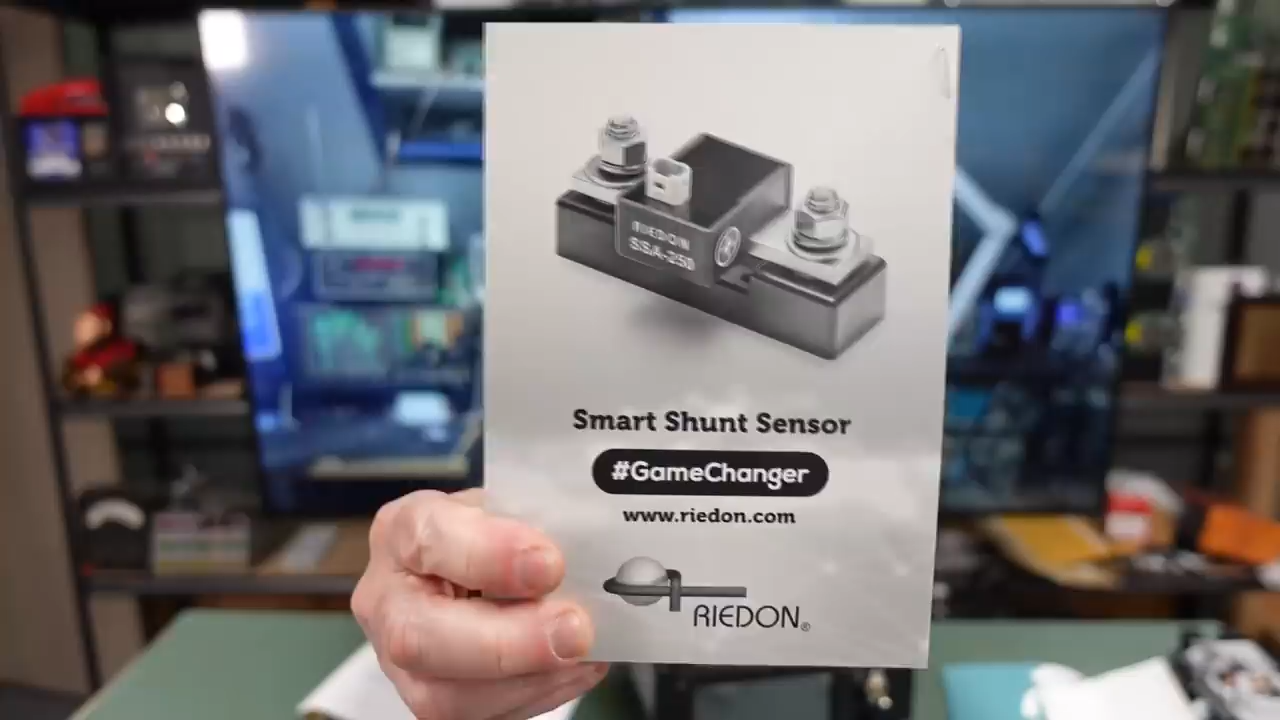 RIEDON
SSA-250
Smart Shunt Sensor
#GameChanger
www.riedon.com
RIEDON®